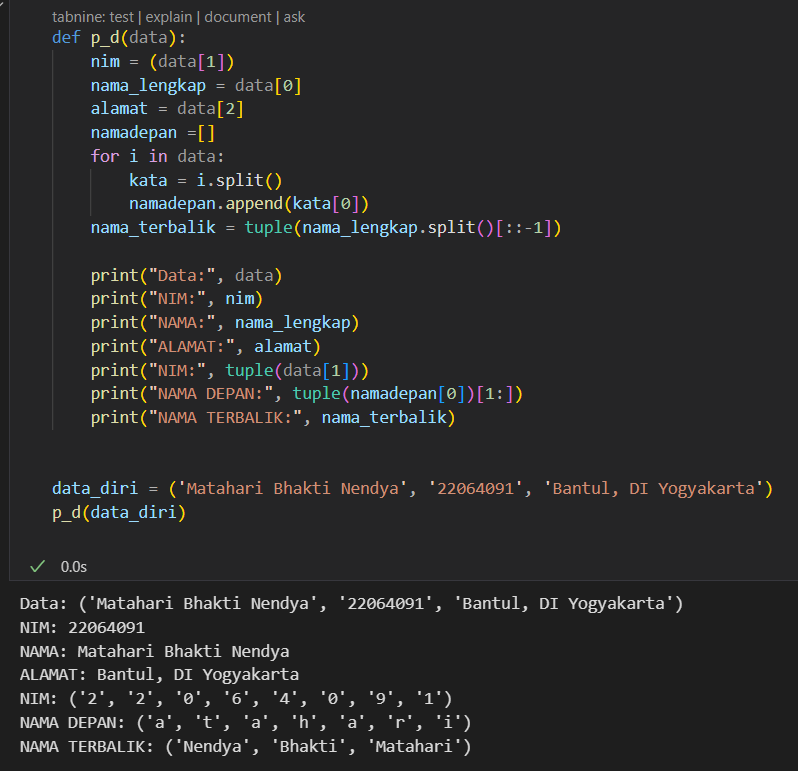 tabnine: test | explain | document | ask
def p_d(data):
    nim = (data[1])
    nama_lengkap = data[0]
    alamat = data[2]
    namadepan =[]
    for i in data:
        kata = i.split()
        namadepan.append(kata[0])
    nama_terbalik = tuple(nama_lengkap.split()[::-1])
    print("Data:", data)
    print("NIM:", nim)
    print("NAMA:", nama_lengkap)
    print("ALAMAT:", alamat)
    print("NIM:", tuple(data[1]))
    print("NAMA DEPAN:", tuple(namadepan[0])[1:])
    print("NAMA TERBALIK:", nama_terbalik)
data_diri = ('Matahari Bhakti Nendya', '22064091', 'Bantul, DI Yogyakarta')
p_d(data_diri)
0.0s
Data: ('Matahari Bhakti Nendya', '22064091', 'Bantul, DI Yogyakarta')
NIM: 22064091
NAMA: Matahari Bhakti Nendya
ALAMAT: Bantul, DI Yogyakarta
NIM: ('2', '2', '0', '6', '4', '0', '9', '1')
NAMA DEPAN: ('a', 't', 'a', 'h', 'a', 'r', 'i')
NAMA TERBALIK: ('Nendya', 'Bhakti', 'Matahari')